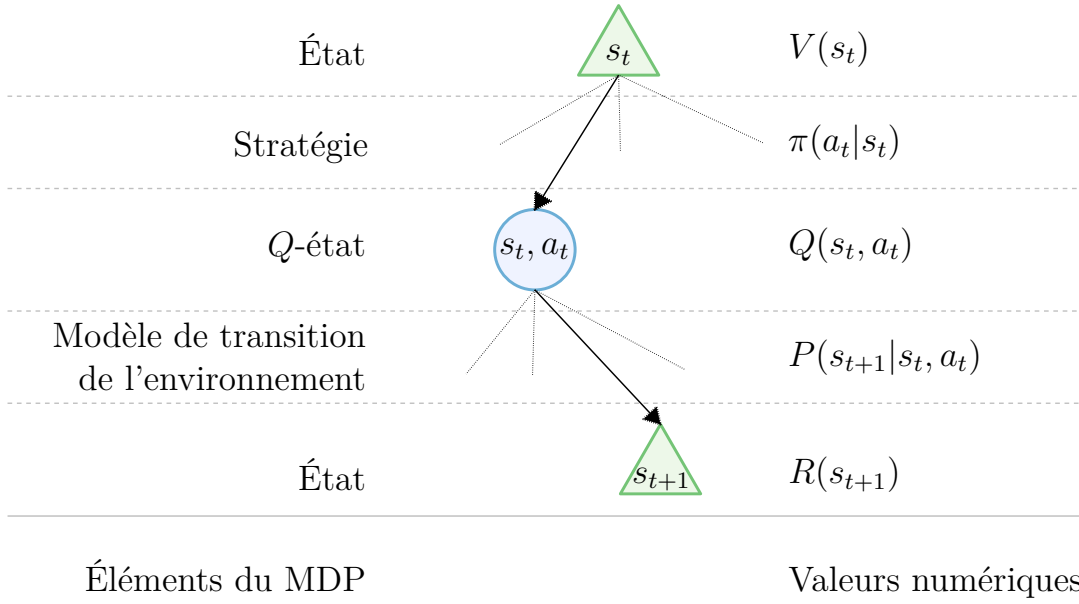 État s_t V(s_t)
Stratégie π(a_t|s_t)
Q-état s_t, a_t Q(s_t, a_t)
Modèle de transition
de l'environnement P(s_{t+1}|s_t, a_t)
État s_{t+1} R(s_{t+1})
Éléments du MDP Valeurs numériques